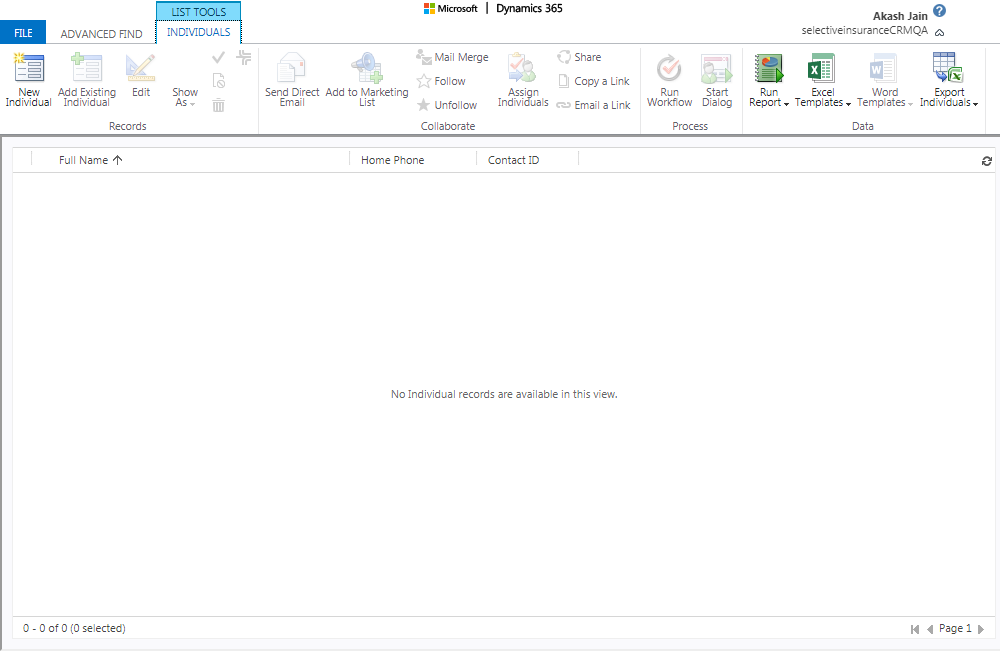 LIST TOOLS
Microsoft | Dynamics 365
Akash Jain
selectiveinsuranceCRMQA
FILE
ADVANCED FIND
INDIVIDUALS
New
Individual
Add Existing
Individual
Edit
Show
As
Records
Send Direct
Email
Add to Marketing
List
Mail Merge
Follow
Unfollow
Assign
Individuals
Share
Copy a Link
Email a Link
Collaborate
Run
Workflow
Start
Dialog
Process
Run
Report
Excel
Templates
Word
Templates
Export
Individuals
Data
Full Name
Home Phone
Contact ID
No Individual records are available in this view.
0 - 0 of 0 (0 selected)
Page 1